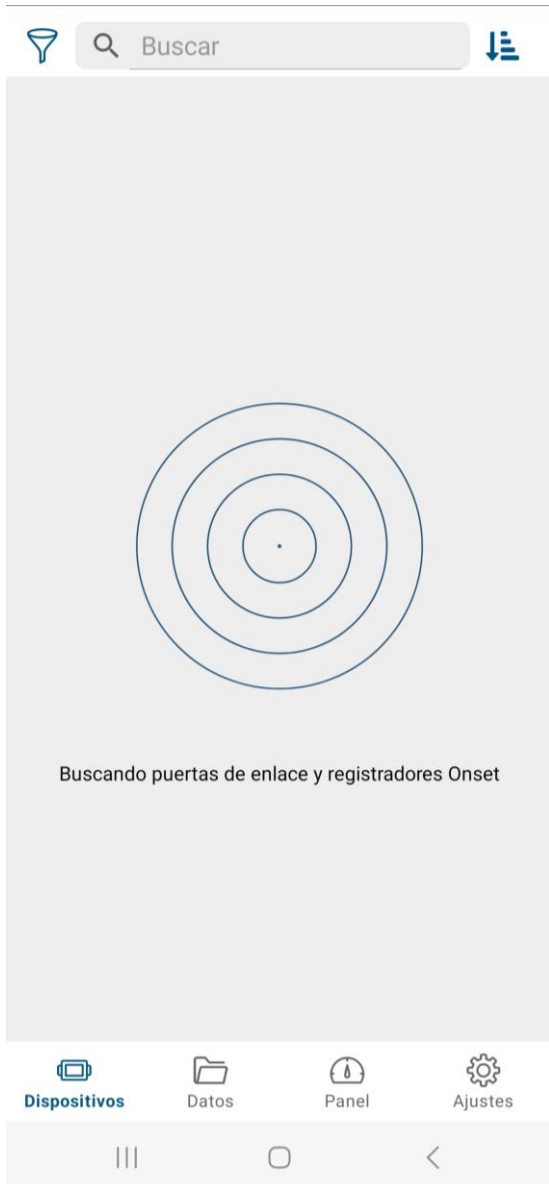 Buscar
Buscando puertas de enlace y registradores Onset
Dispositivos Datos Panel Ajustes